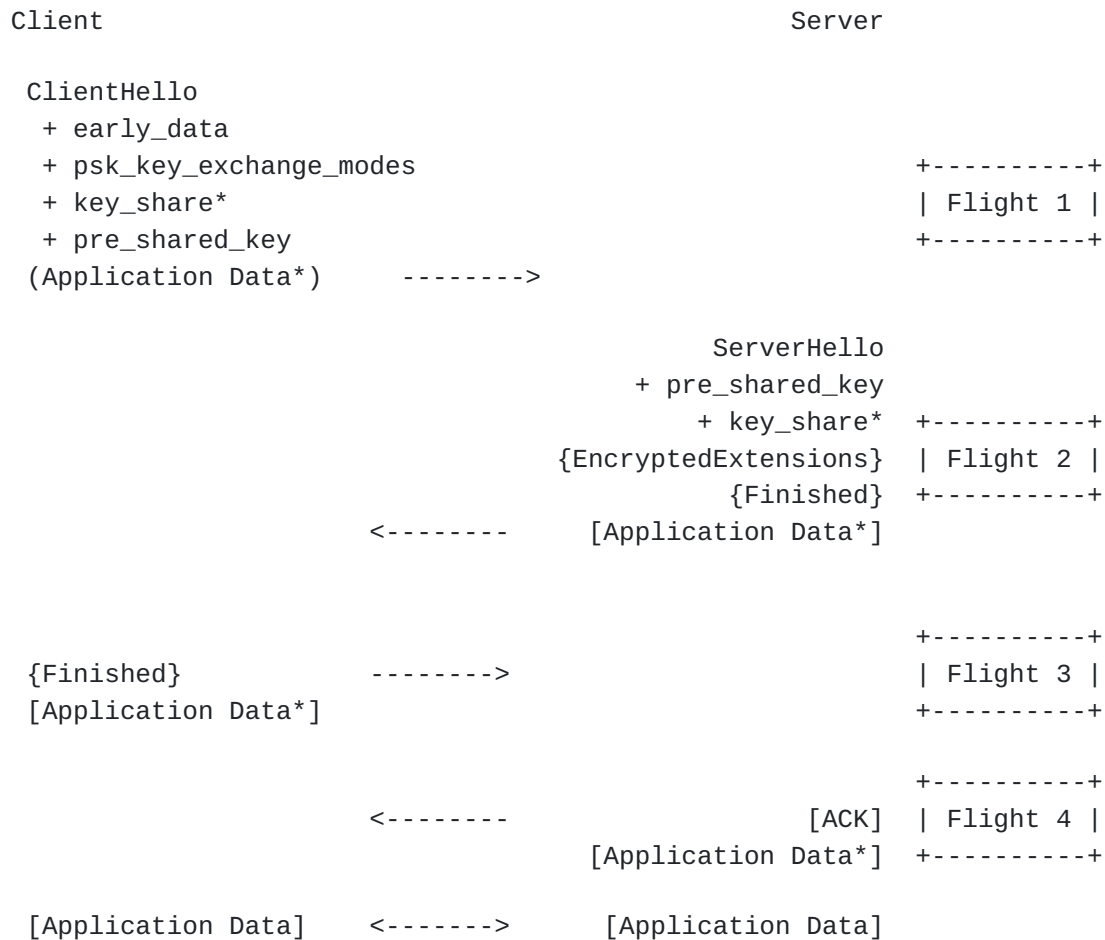 Client                                            Server

 ClientHello
  + early_data
  + psk_key_exchange_modes                                +----------+
  + key_share*                                            | Flight 1 |
  + pre_shared_key                                        +----------+
 (Application Data*)     -------->

                                             ServerHello
                                        + pre_shared_key
                                            + key_share*  +----------+
                                   {EncryptedExtensions}  | Flight 2 |
                                              {Finished}  +----------+
                       <--------     [Application Data*]

                                                          +----------+
 {Finished}            -------->                          | Flight 3 |
 [Application Data*]                                      +----------+

                                                          +----------+
                       <--------                   [ACK]  | Flight 4 |
                                     [Application Data*]  +----------+

 [Application Data]    <------->      [Application Data]